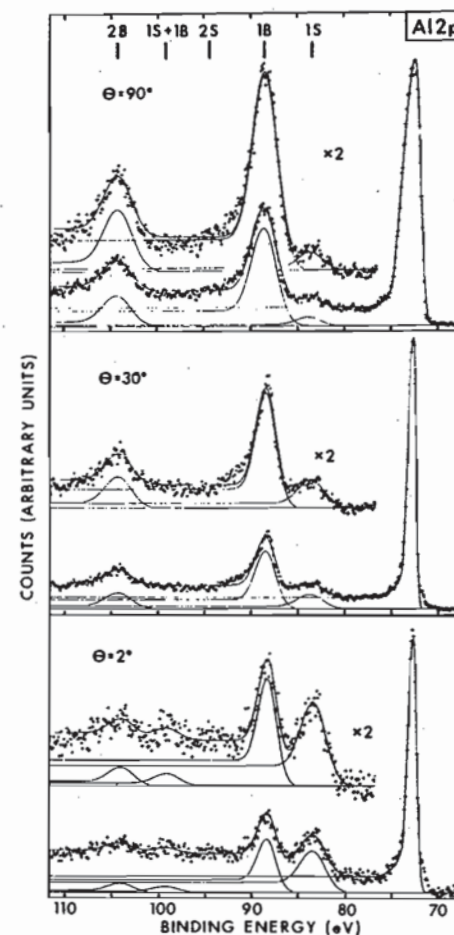 2B 1S+1B 2S 1B 1S Al2p
Θ=90°
×2
Θ=30°
×2
Θ=2°
×2
COUNTS (ARBITRARY UNITS)
110 100 90 80 70
BINDING ENERGY (eV)